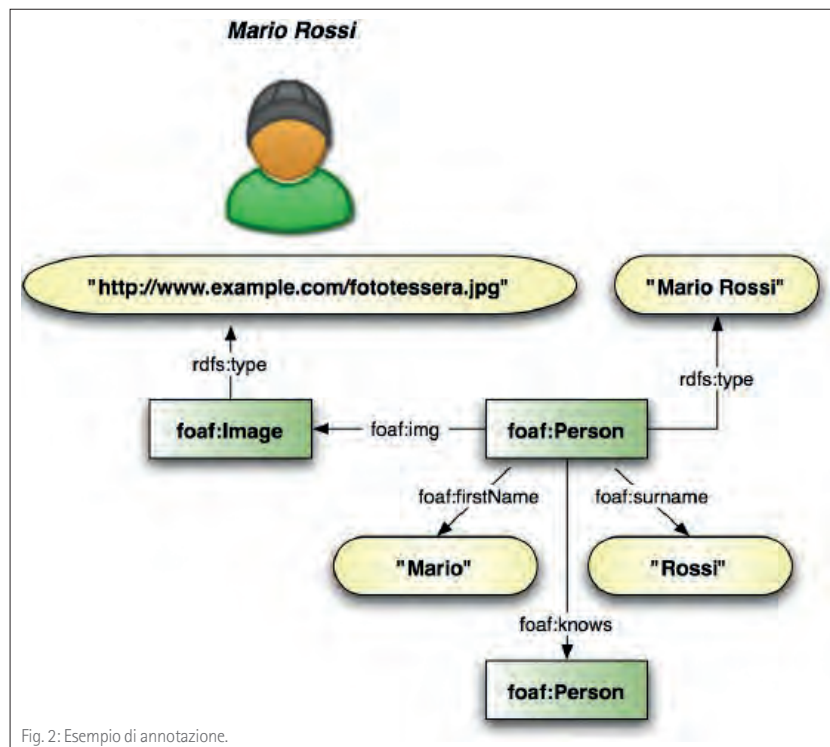 Mario Rossi
"http://www.example.com/fototessera.jpg"
"Mario Rossi"
rdfs:type
rdfs:type
foaf:Image
foaf:img
foaf:Person
foaf:firstName
foaf:surname
"Mario"
"Rossi"
foaf:knows
foaf:Person
Fig. 2: Esempio di annotazione.